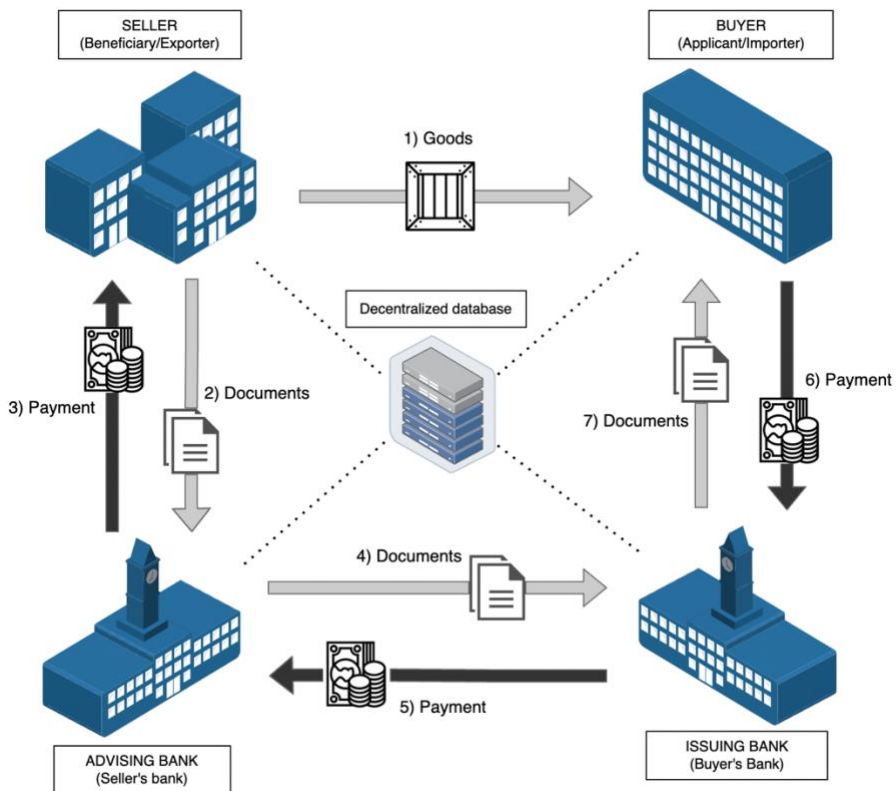 SELLER
(Beneficiary/Exporter)
BUYER
(Applicant/Importer)
1) Goods
Decentralized database
3) Payment
2) Documents
6) Payment
7) Documents
4) Documents
5) Payment
ADVISING BANK
(Seller's bank)
ISSUING BANK
(Buyer's Bank)